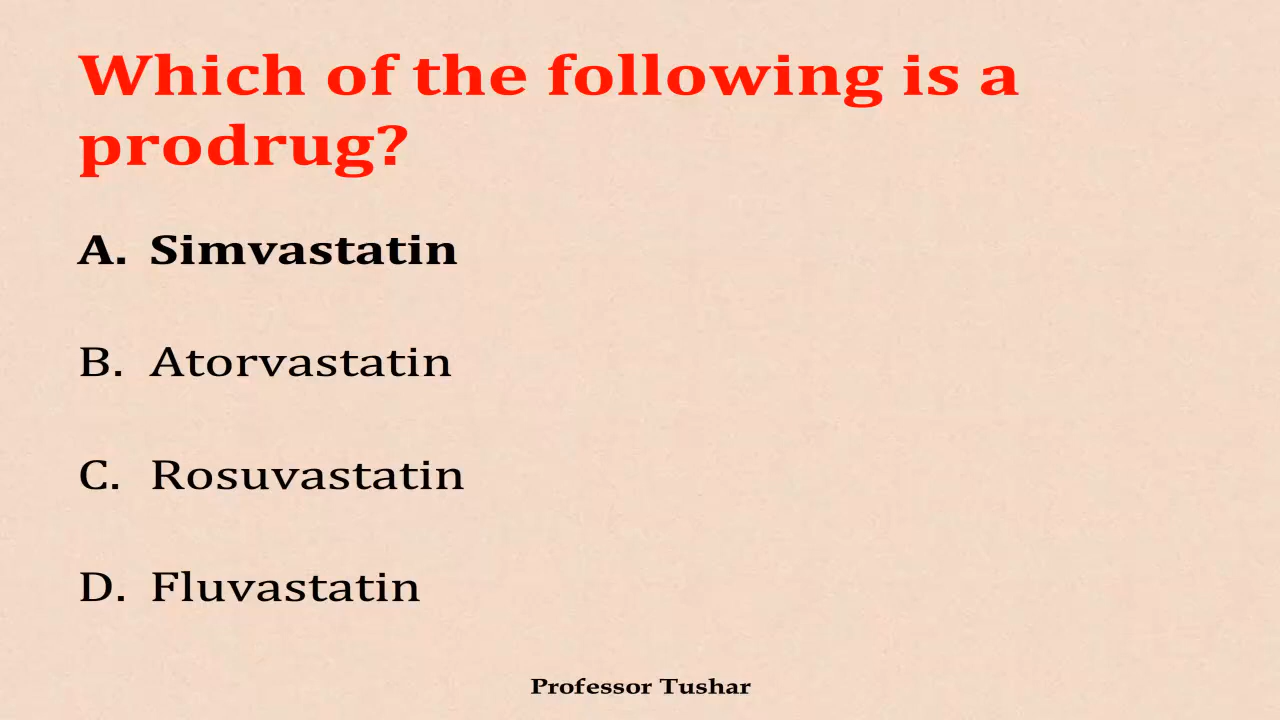 Which of the following is a
prodrug?
A. Simvastatin
B. Atorvastatin
C. Rosuvastatin
D. Fluvastatin
Professor Tushar